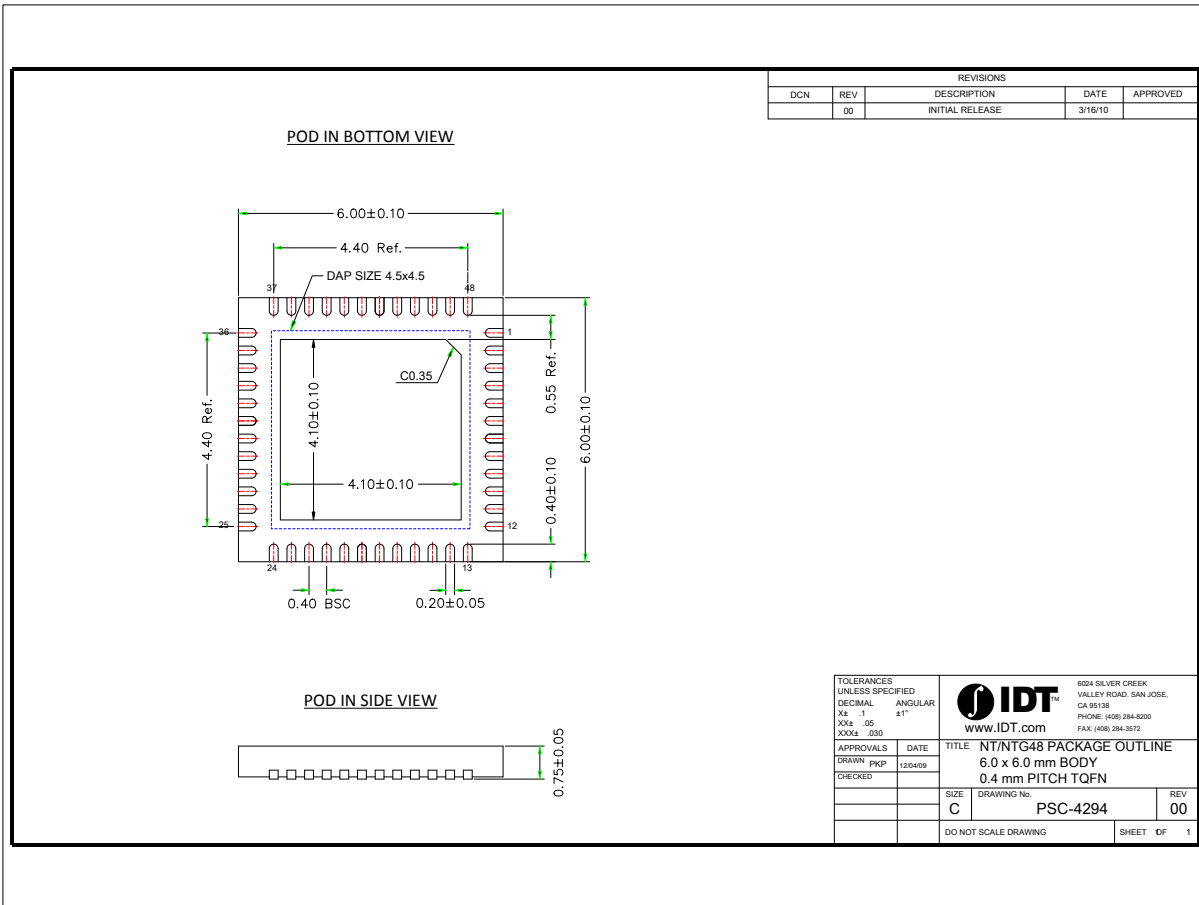 REVISIONS
DCN REV DESCRIPTION DATE APPROVED
00 INITIAL RELEASE 3/16/10
POD IN BOTTOM VIEW
6.00±0.10
4.40 Ref.
DAP SIZE 4.5x4.5
37 48
36 1
C0.35
0.55 Ref.
4.40 Ref.
4.10±0.10
6.00±0.10
4.10±0.10
0.40±0.10
25 12
24 13
0.40 BSC 0.20±0.05
POD IN SIDE VIEW
0.75±0.05
TOLERANCES
UNLESS SPECIFIED
DECIMAL ANGULAR
X± .1 ±1°
XX± .05
XXX± .030
IDT™
www.IDT.com
6024 SILVER CREEK
VALLEY ROAD. SAN JOSE,
CA 95138
PHONE: (408) 284-8200
FAX: (408) 284-3572
APPROVALS DATE
DRAWN PKP 12/04/09
CHECKED
TITLE NT/NTG48 PACKAGE OUTLINE
6.0 x 6.0 mm BODY
0.4 mm PITCH TQFN
SIZE DRAWING No. REV
C PSC-4294 00
DO NOT SCALE DRAWING SHEET OF 1